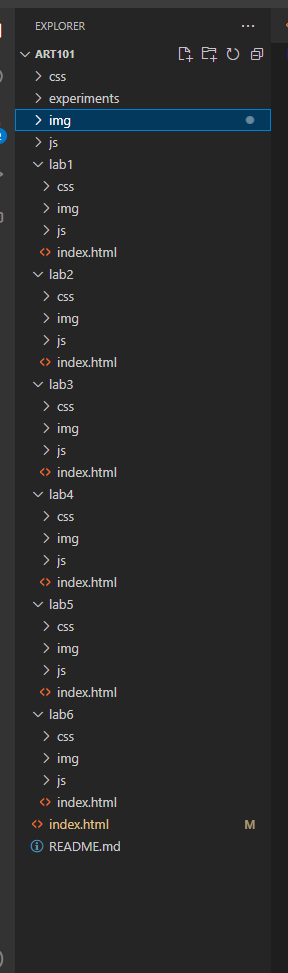 EXPLORER ...
ART101
css
experiments
img
js
lab1
css
img
js
<> index.html
lab2
css
img
js
<> index.html
lab3
css
img
js
<> index.html
lab4
css
img
js
<> index.html
lab5
css
img
js
<> index.html
lab6
css
img
js
<> index.html
<> index.html M
README.md